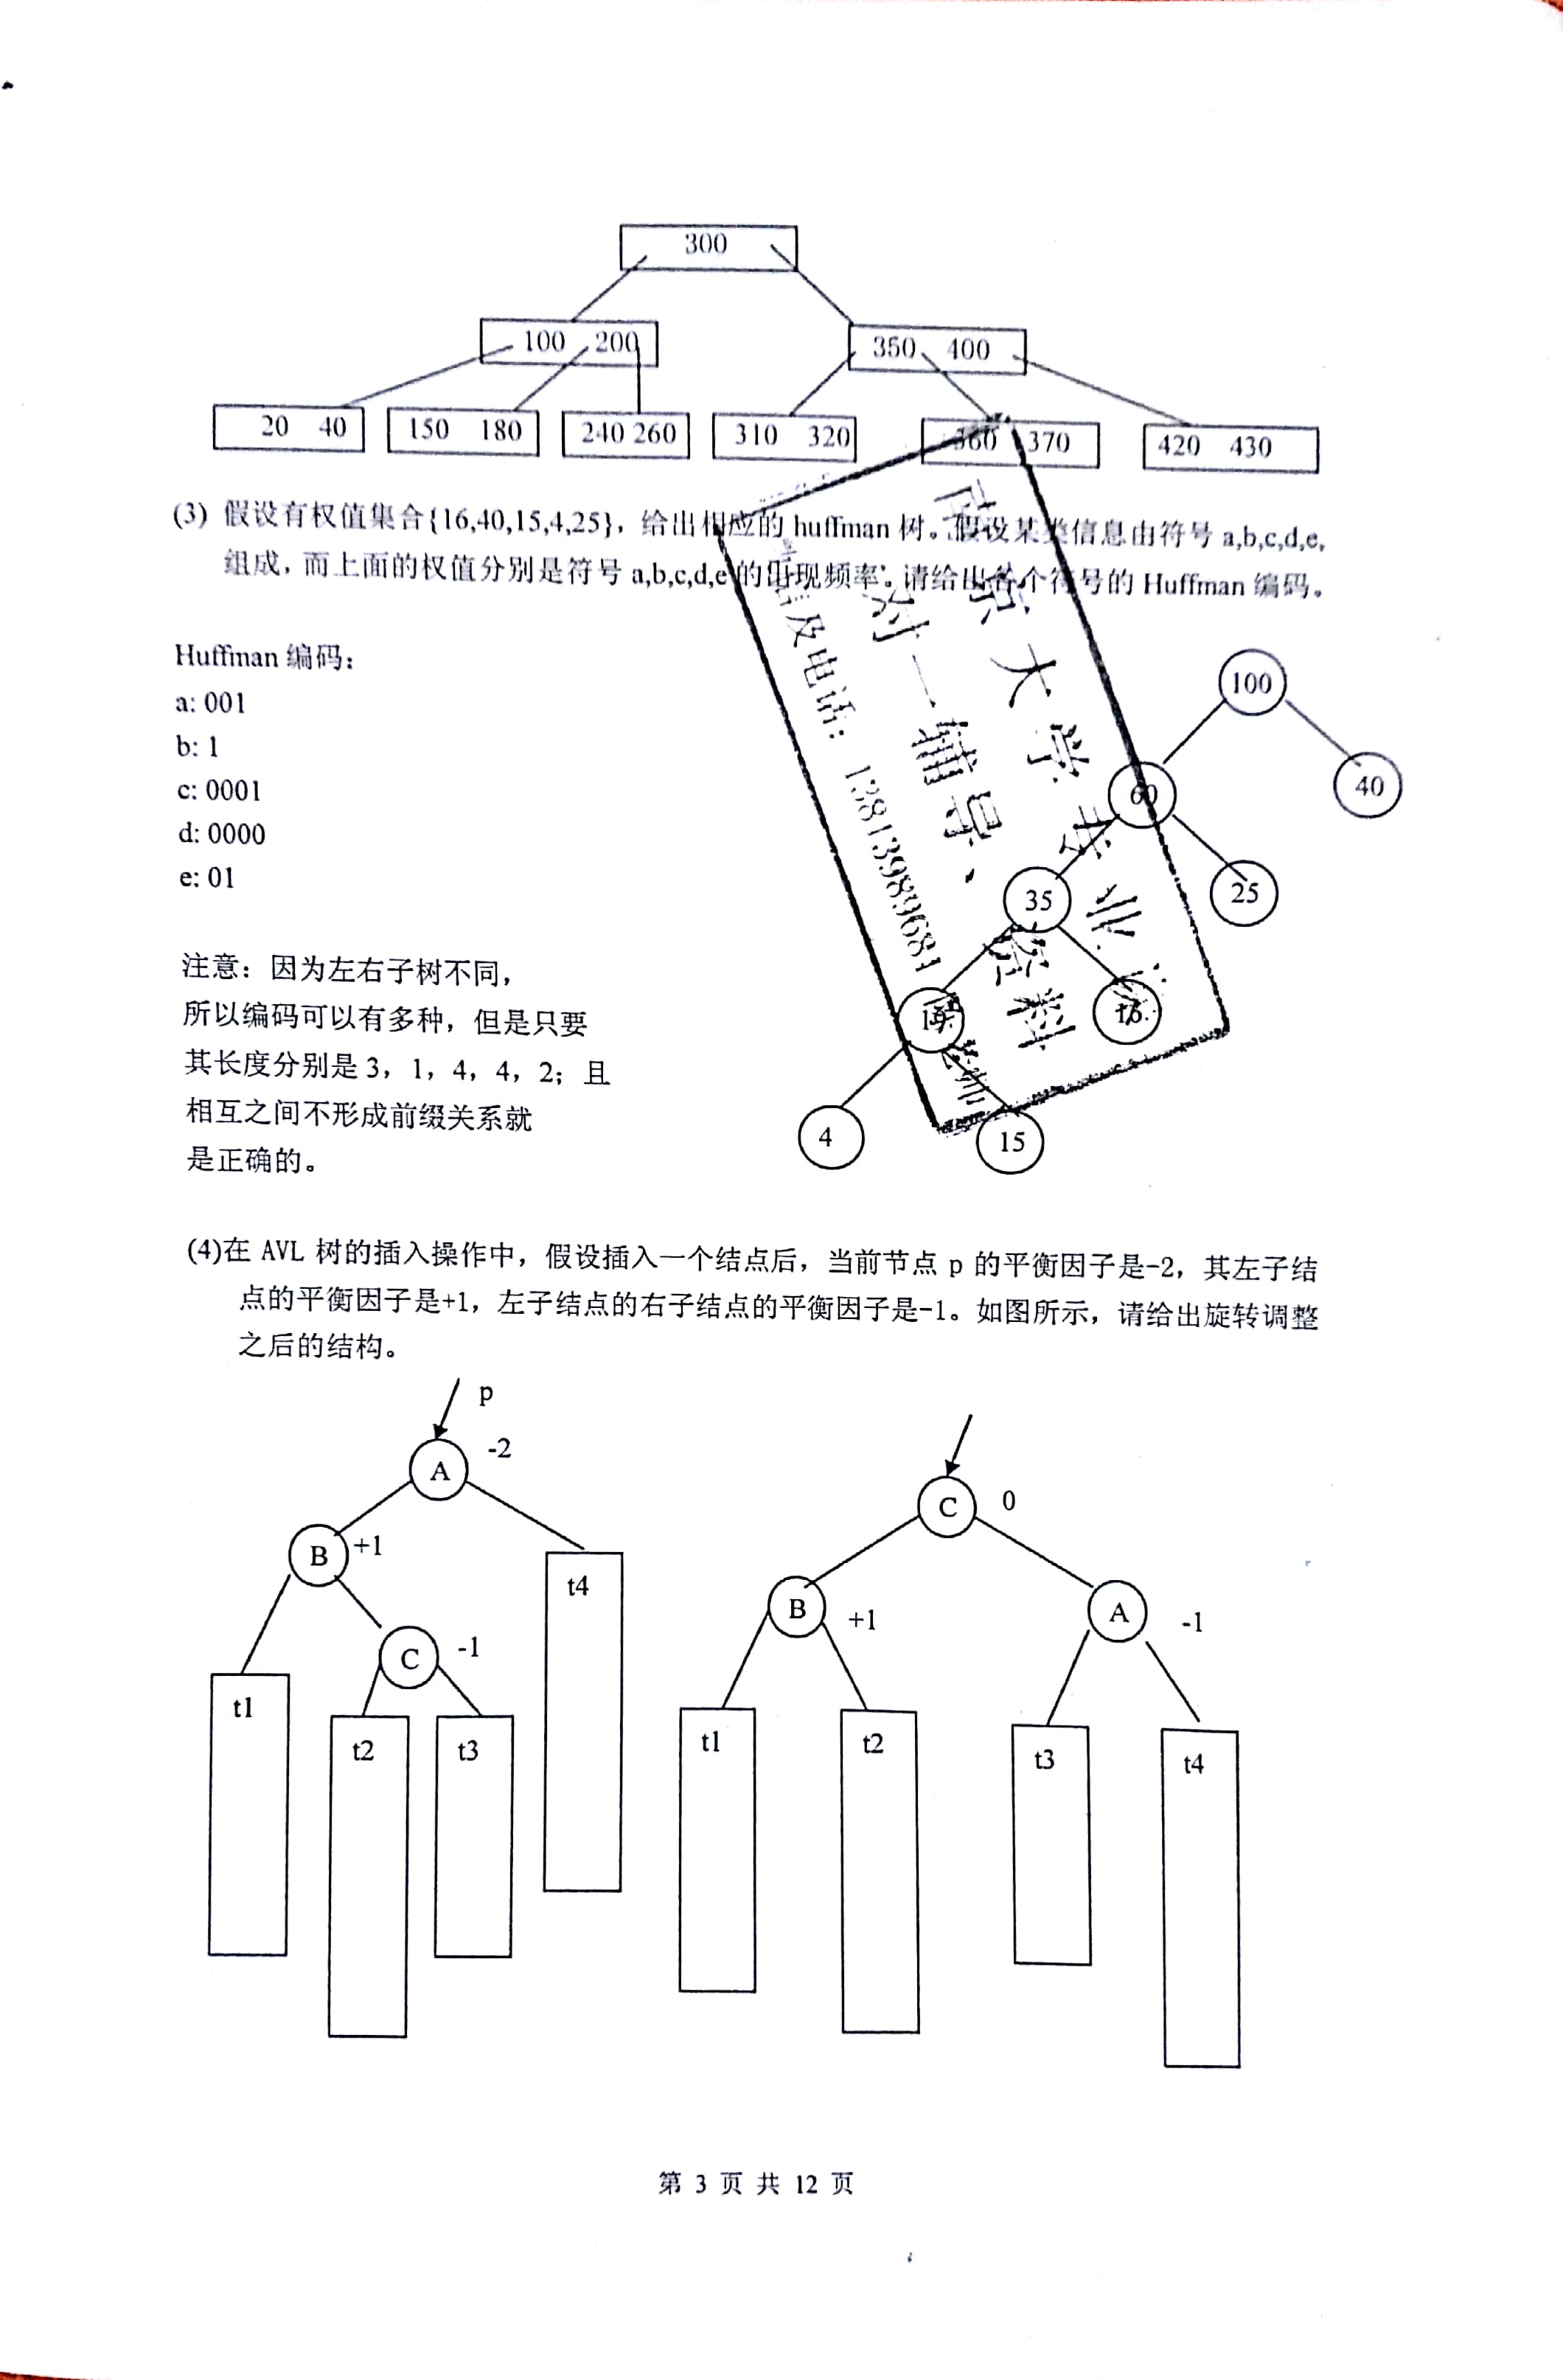 300
100 200
350 400
20 40
150 180
240 260
310 320
360 370
420 430
(3) 假设有权值集合{16,40,15,4,25}，给出相应的 huffman 树。假设某类信息由符号 a,b,c,d,e,
组成，而上面的权值分别是符号 a,b,c,d,e 的出现频率。请给出各个符号的 Huffman 编码。
Huffman 编码：
a: 001
b: 1
c: 0001
d: 0000
e: 01
注意：因为左右子树不同，
所以编码可以有多种，但是只要
其长度分别是 3，1，4，4，2；且
相互之间不形成前缀关系就
是正确的。
100
60
40
35
25
19
16
4
15
京大学专业
对一辅导、资料
及电话：13813989681
(4)在 AVL 树的插入操作中，假设插入一个结点后，当前节点 p 的平衡因子是-2，其左子结
点的平衡因子是+1，左子结点的右子结点的平衡因子是-1。如图所示，请给出旋转调整
之后的结构。
p
A -2
B +1
C -1
t1
t2
t3
t4
C 0
B +1
A -1
t1
t2
t3
t4
第 3 页 共 12 页